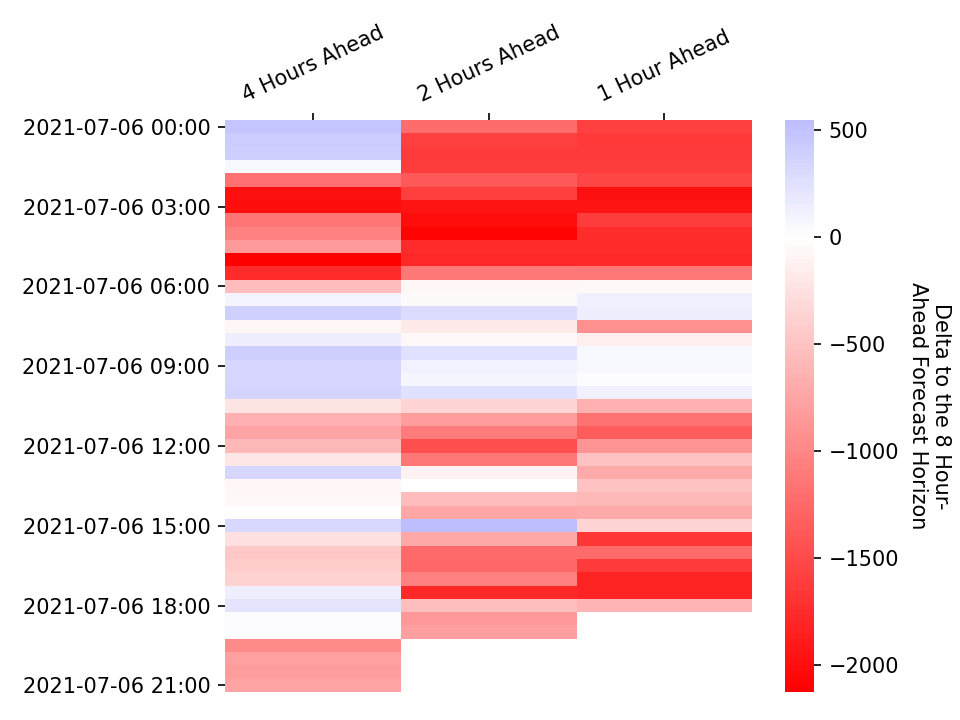 4 Hours Ahead
2 Hours Ahead
1 Hour Ahead
2021-07-06 00:00
2021-07-06 03:00
2021-07-06 06:00
2021-07-06 09:00
2021-07-06 12:00
2021-07-06 15:00
2021-07-06 18:00
2021-07-06 21:00
500
0
−500
−1000
−1500
−2000
Delta to the 8 Hour-
Ahead Forecast Horizon